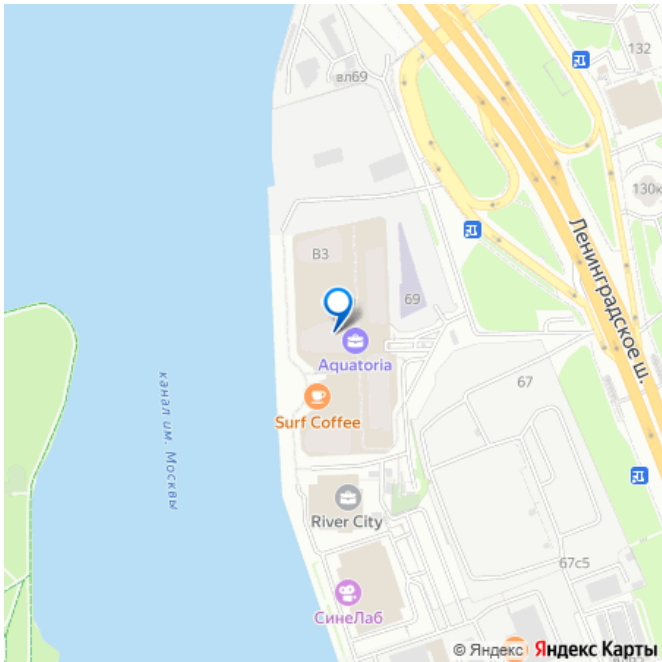 132
вл69
130к
Ленинградское ш.
В3
69
Aquatoria
67
Surf Coffee
канал им. Москвы
River City
67с5
СинеЛаб
© Яндекс Яндекс Карты